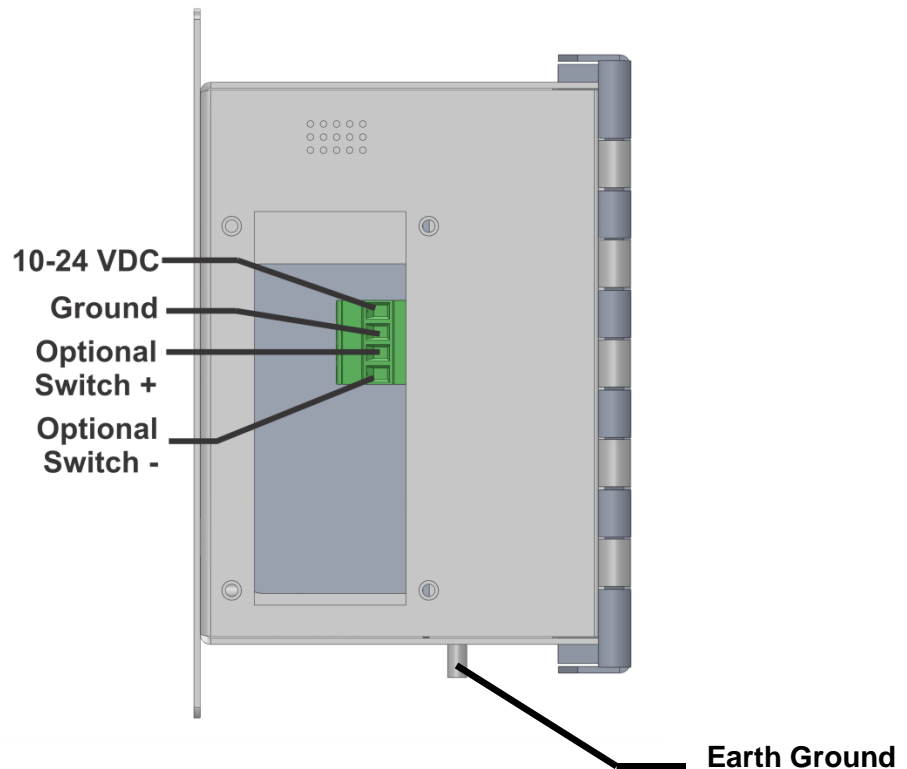 10-24 VDC
Ground
Optional
Switch +
Optional
Switch -
Earth Ground